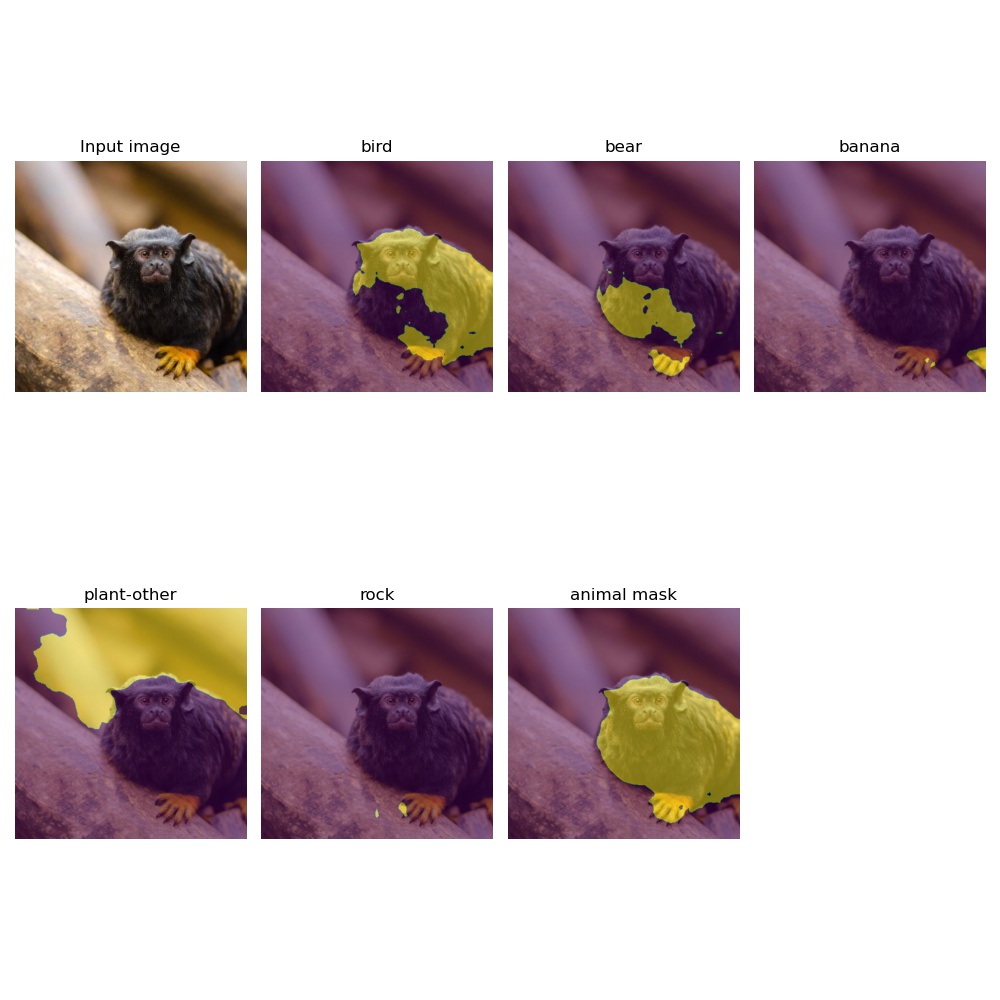 Input image
bird
bear
banana
plant-other
rock
animal mask